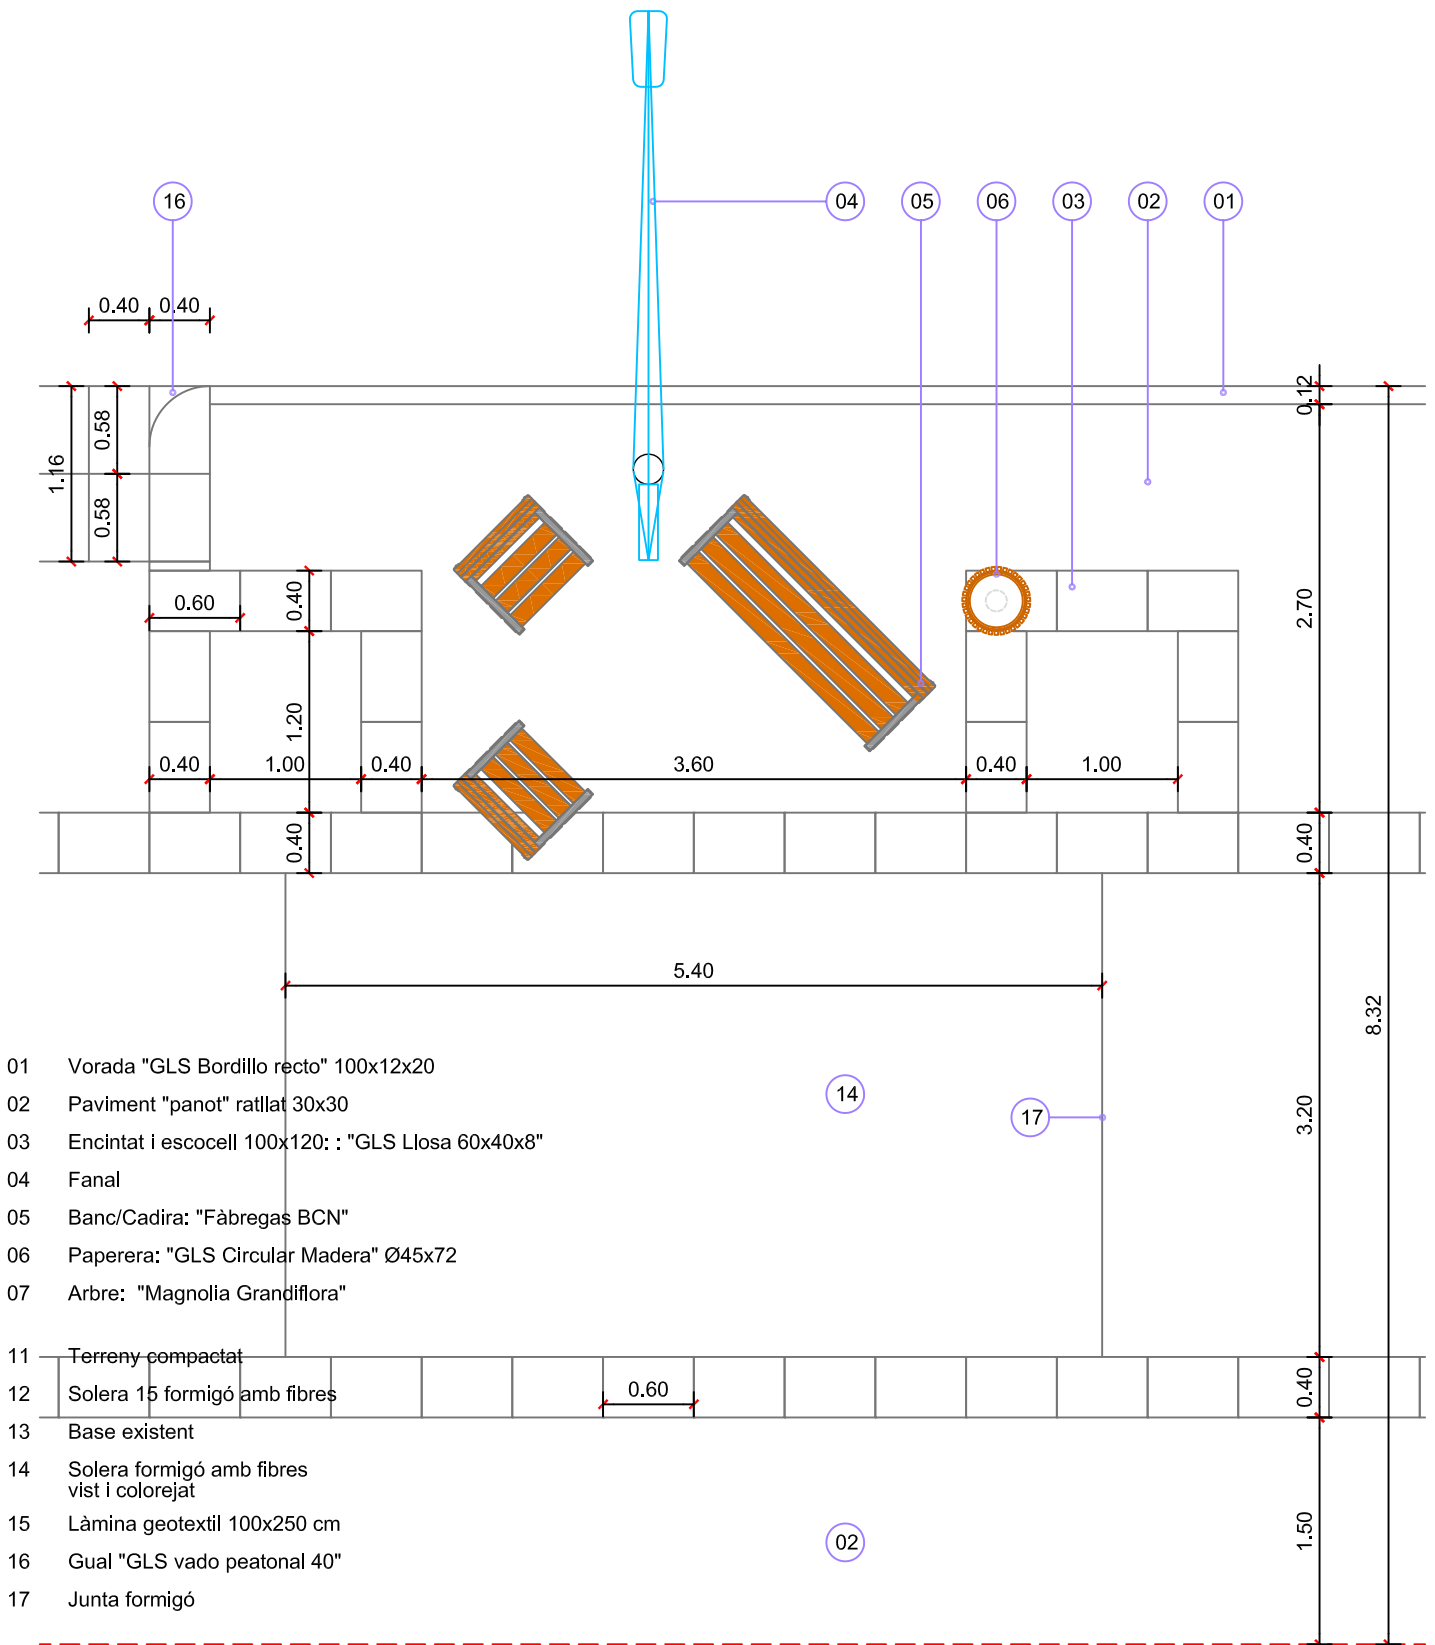 16
04
05
06
03
02
01
0.40
0.40
0.12
0.58
1.16
0.58
0.60
0.40
2.70
1.20
0.40
1.00
0.40
3.60
0.40
1.00
0.40
0.40
5.40
8.32
01 Vorada "GLS Bordillo recto" 100x12x20
02 Paviment "panot" ratllat 30x30
03 Encintat i escocell 100x120: : "GLS Llosa 60x40x8"
04 Fanal
05 Banc/Cadira: "Fàbregas BCN"
06 Paperera: "GLS Circular Madera" Ø45x72
07 Arbre: "Magnolia Grandiflora"
11 Terreny compactat
12 Solera 15 formigó amb fibres
13 Base existent
14 Solera formigó amb fibres
vist i colorejat
15 Làmina geotextil 100x250 cm
16 Gual "GLS vado peatonal 40"
17 Junta formigó
14
17
3.20
0.60
0.40
02
1.50